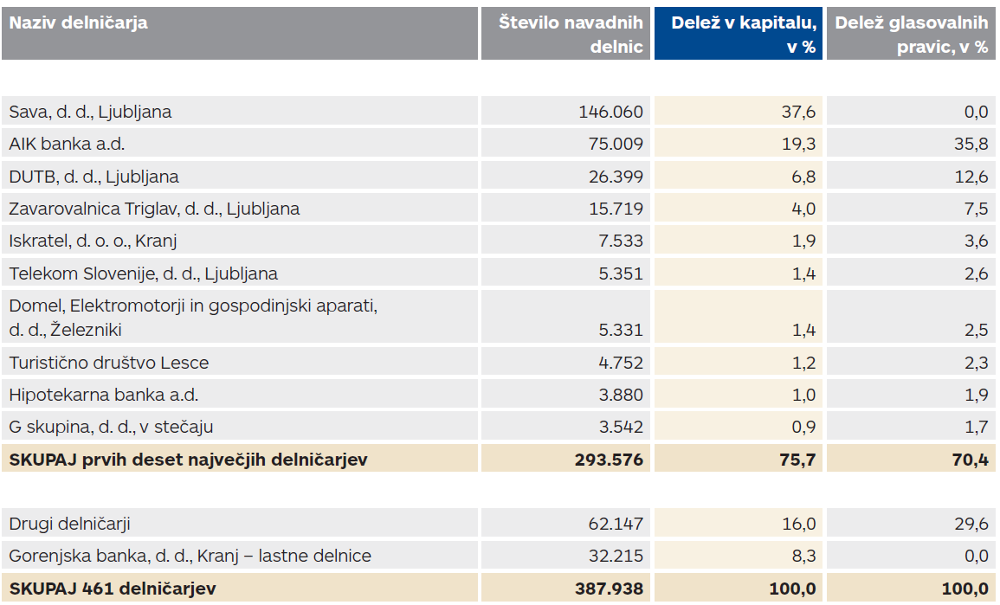 Naziv delničarja Število navadnih delnic Delež v kapitalu, v % Delež glasovalnih pravic, v %
Sava, d. d., Ljubljana 146.060 37,6 0,0
AIK banka a.d. 75.009 19,3 35,8
DUTB, d. d., Ljubljana 26.399 6,8 12,6
Zavarovalnica Triglav, d. d., Ljubljana 15.719 4,0 7,5
Iskratel, d. o. o., Kranj 7.533 1,9 3,6
Telekom Slovenije, d. d., Ljubljana 5.351 1,4 2,6
Domel, Elektromotorji in gospodinjski aparati,
d. d., Železniki 5.331 1,4 2,5
Turistično društvo Lesce 4.752 1,2 2,3
Hipotekarna banka a.d. 3.880 1,0 1,9
G skupina, d. d., v stečaju 3.542 0,9 1,7
SKUPAJ prvih deset največjih delničarjev 293.576 75,7 70,4
Drugi delničarji 62.147 16,0 29,6
Gorenjska banka, d. d., Kranj – lastne delnice 32.215 8,3 0,0
SKUPAJ 461 delničarjev 387.938 100,0 100,0